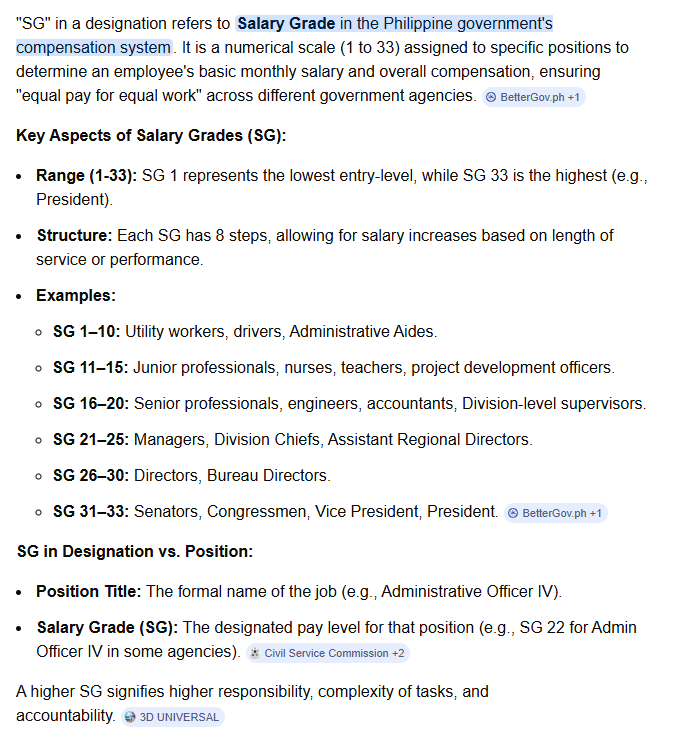 "SG" in a designation refers to Salary Grade in the Philippine government's
compensation system. It is a numerical scale (1 to 33) assigned to specific positions to
determine an employee's basic monthly salary and overall compensation, ensuring
"equal pay for equal work" across different government agencies. BetterGov.ph +1
Key Aspects of Salary Grades (SG):
• Range (1-33): SG 1 represents the lowest entry-level, while SG 33 is the highest (e.g.,
President).
• Structure: Each SG has 8 steps, allowing for salary increases based on length of
service or performance.
• Examples:
◦ SG 1–10: Utility workers, drivers, Administrative Aides.
◦ SG 11–15: Junior professionals, nurses, teachers, project development officers.
◦ SG 16–20: Senior professionals, engineers, accountants, Division-level supervisors.
◦ SG 21–25: Managers, Division Chiefs, Assistant Regional Directors.
◦ SG 26–30: Directors, Bureau Directors.
◦ SG 31–33: Senators, Congressmen, Vice President, President. BetterGov.ph +1
SG in Designation vs. Position:
• Position Title: The formal name of the job (e.g., Administrative Officer IV).
• Salary Grade (SG): The designated pay level for that position (e.g., SG 22 for Admin
Officer IV in some agencies). Civil Service Commission +2
A higher SG signifies higher responsibility, complexity of tasks, and
accountability. 3D UNIVERSAL